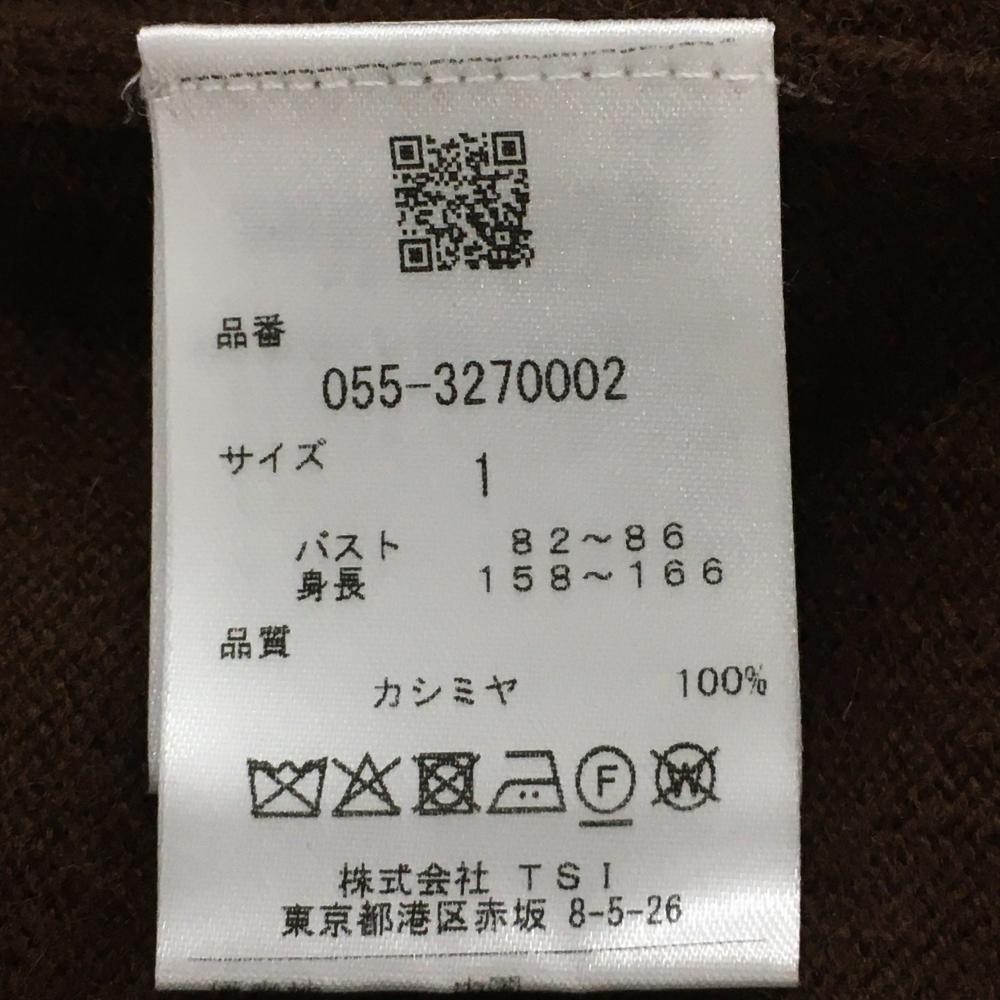 品番
055-3270002
サイズ 1
バスト 82～86
身長 158～166
品質
カシミヤ 100%
F
W
株式会社 TSI
東京都港区赤坂 8-5-26